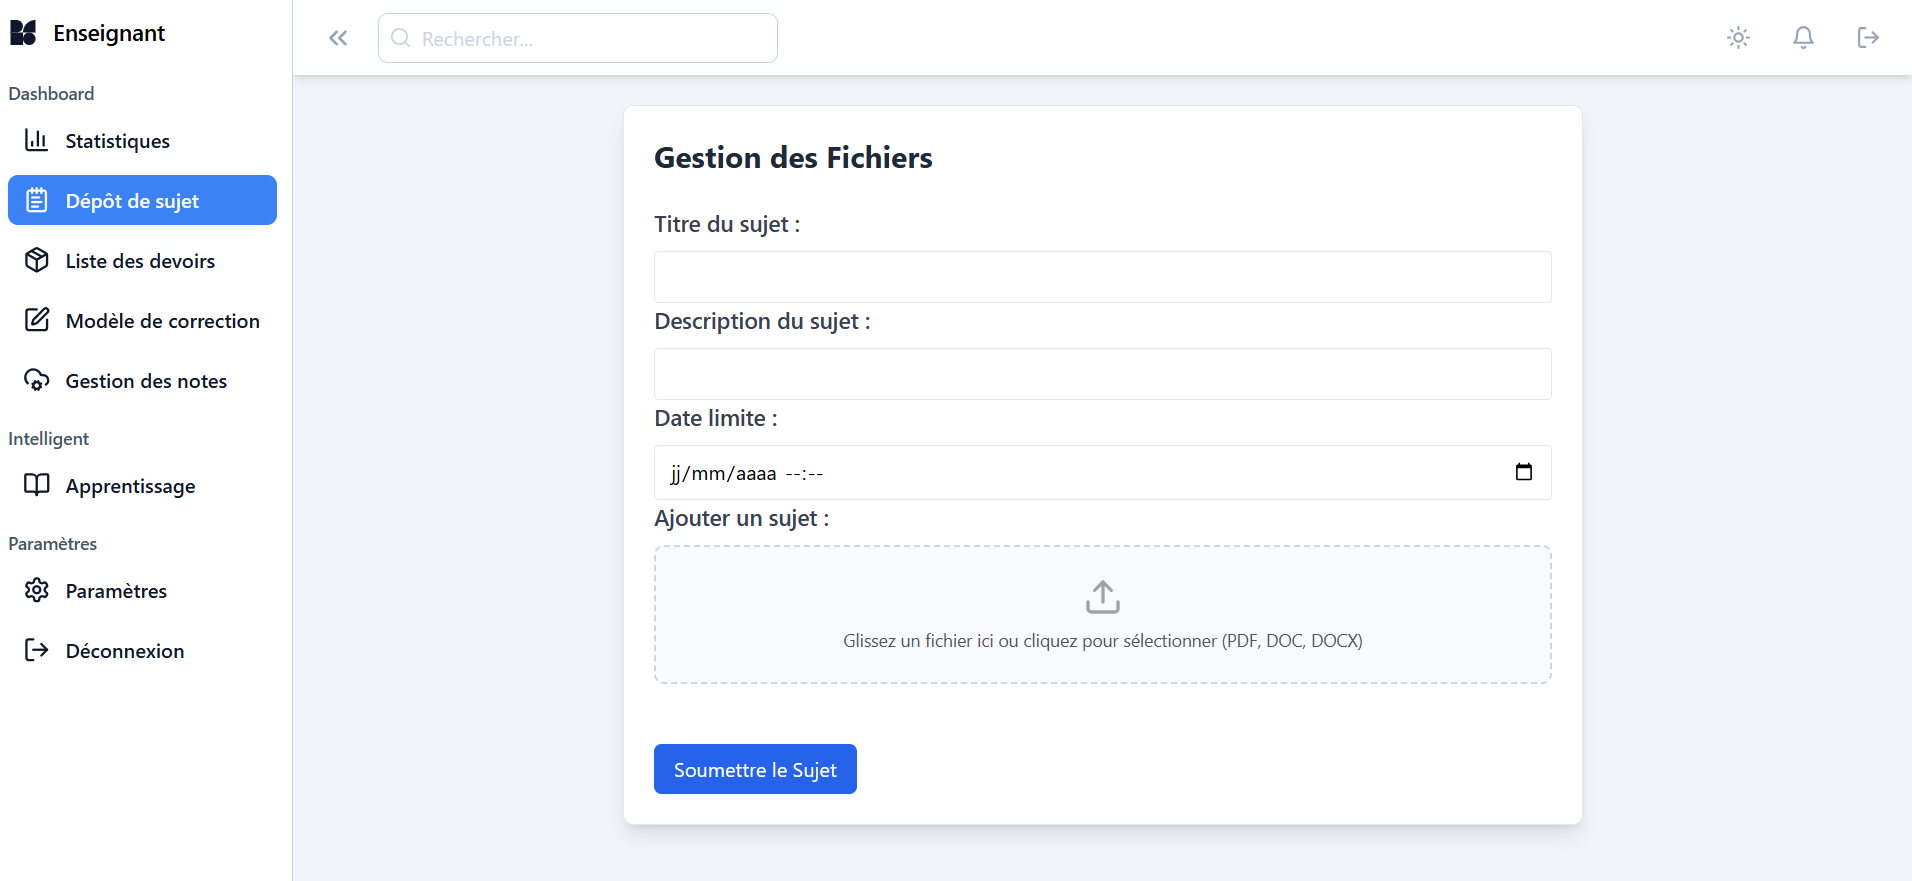 Enseignant
Dashboard
Statistiques
Dépôt de sujet
Liste des devoirs
Modèle de correction
Gestion des notes
Intelligent
Apprentissage
Paramètres
Paramètres
Déconnexion
Rechercher...
Gestion des Fichiers
Titre du sujet :
Description du sujet :
Date limite :
jj/mm/aaaa --:--
Ajouter un sujet :
Glissez un fichier ici ou cliquez pour sélectionner (PDF, DOC, DOCX)
Soumettre le Sujet